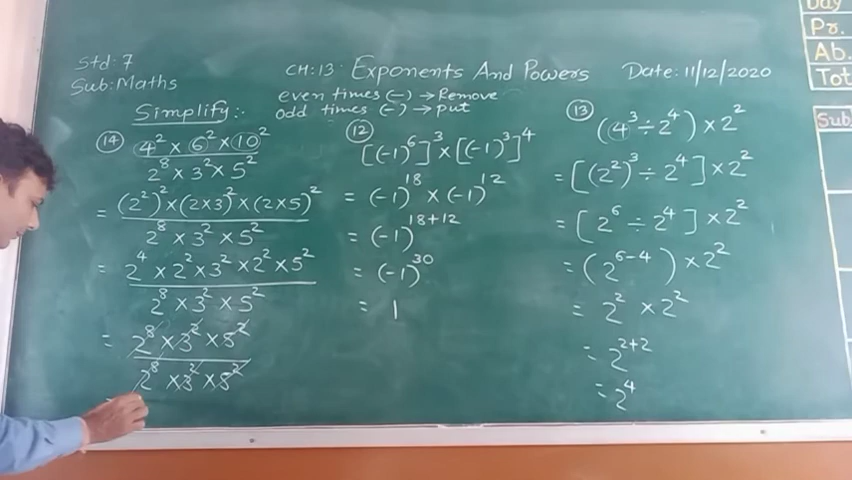 Std:7
Sub:Maths
CH:13 Exponents And Powers
Date: 11/12/2020
even times (−) → Remove
odd times (−) → put
Simplify:-
(14) 4² × 6² × 10²
2⁸ × 3² × 5²
= (2²)² × (2×3)² × (2×5)²
2⁸ × 3² × 5²
= 2⁴ × 2² × 3² × 2² × 5²
2⁸ × 3² × 5²
= 2⁸ × 3² × 5²
2⁸ × 3² × 5²
(12) [(-1)⁶]³ × [(-1)³]⁴
= (-1)¹⁸ × (-1)¹²
= (-1)¹⁸⁺¹²
= (-1)³⁰
= 1
(13) (4³ ÷ 2⁴) × 2²
= [(2²)³ ÷ 2⁴] × 2²
= [2⁶ ÷ 2⁴] × 2²
= (2⁶⁻⁴) × 2²
= 2² × 2²
= 2²⁺²
= 2⁴
Day
Pr.
Ab.
Tot
Sub